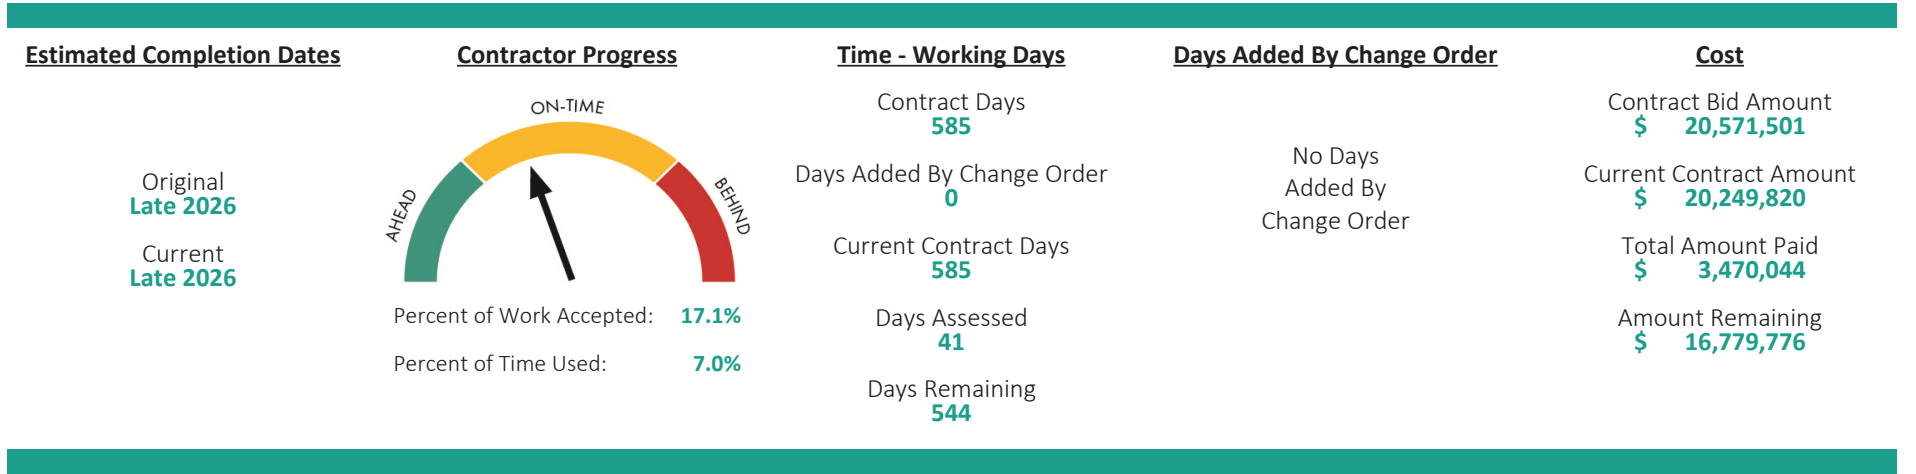 Estimated Completion Dates
Original
Late 2026
Current
Late 2026
Contractor Progress
ON-TIME
AHEAD
BEHIND
Percent of Work Accepted: 17.1%
Percent of Time Used: 7.0%
Time - Working Days
Contract Days
585
Days Added By Change Order
0
Current Contract Days
585
Days Assessed
41
Days Remaining
544
Days Added By Change Order
No Days
Added By
Change Order
Cost
Contract Bid Amount
$ 20,571,501
Current Contract Amount
$ 20,249,820
Total Amount Paid
$ 3,470,044
Amount Remaining
$ 16,779,776